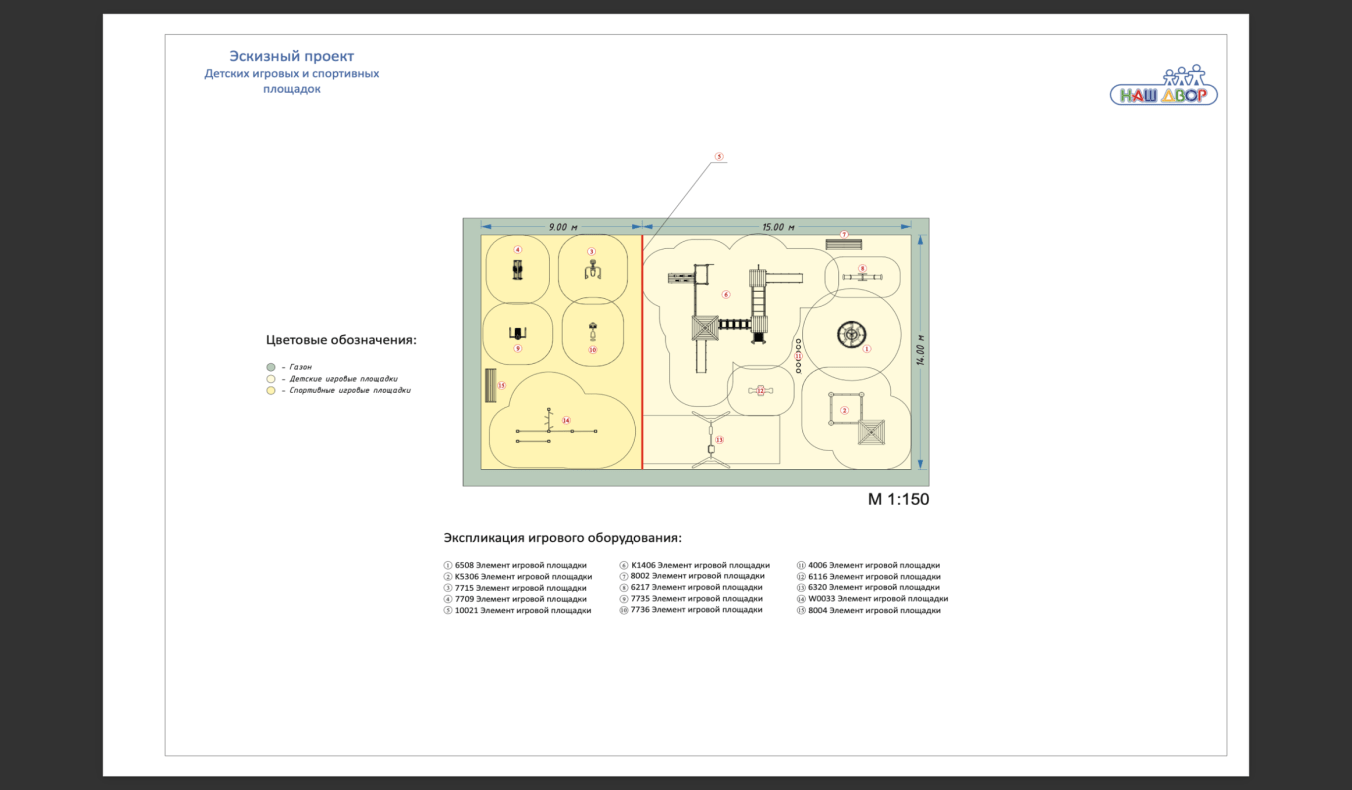 Эскизный проект
Детских игровых и спортивных
площадок
НАШ ДВОР
5
9.00 м
15.00 м
7
4
3
8
6
14.00 м
9
10
1
11
15
12
2
14
13
Цветовые обозначения:
- Газон
- Детские игровые площадки
- Спортивные игровые площадки
М 1:150
Экспликация игрового оборудования:
1 6508 Элемент игровой площадки
2 К5306 Элемент игровой площадки
3 7715 Элемент игровой площадки
4 7709 Элемент игровой площадки
5 10021 Элемент игровой площадки
6 К1406 Элемент игровой площадки
7 8002 Элемент игровой площадки
8 6217 Элемент игровой площадки
9 7735 Элемент игровой площадки
10 7736 Элемент игровой площадки
11 4006 Элемент игровой площадки
12 6116 Элемент игровой площадки
13 6320 Элемент игровой площадки
14 W0033 Элемент игровой площадки
15 8004 Элемент игровой площадки